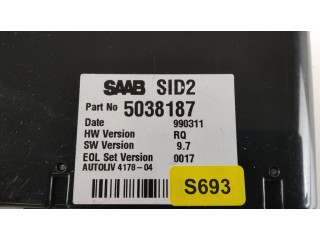 SAAB SID2
Part No 5038187
Date 990311
HW Version RQ
SW Version 9.7
EOL Set Version 0017
AUTOLIV 4178-04
S693